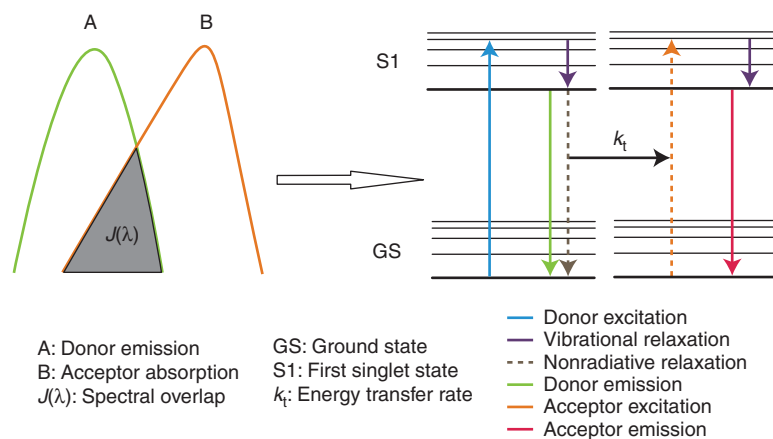 A
B
J(λ)
S1
GS
kt
A: Donor emission
B: Acceptor absorption
J(λ): Spectral overlap
GS: Ground state
S1: First singlet state
kt: Energy transfer rate
Donor excitation
Vibrational relaxation
Nonradiative relaxation
Donor emission
Acceptor excitation
Acceptor emission